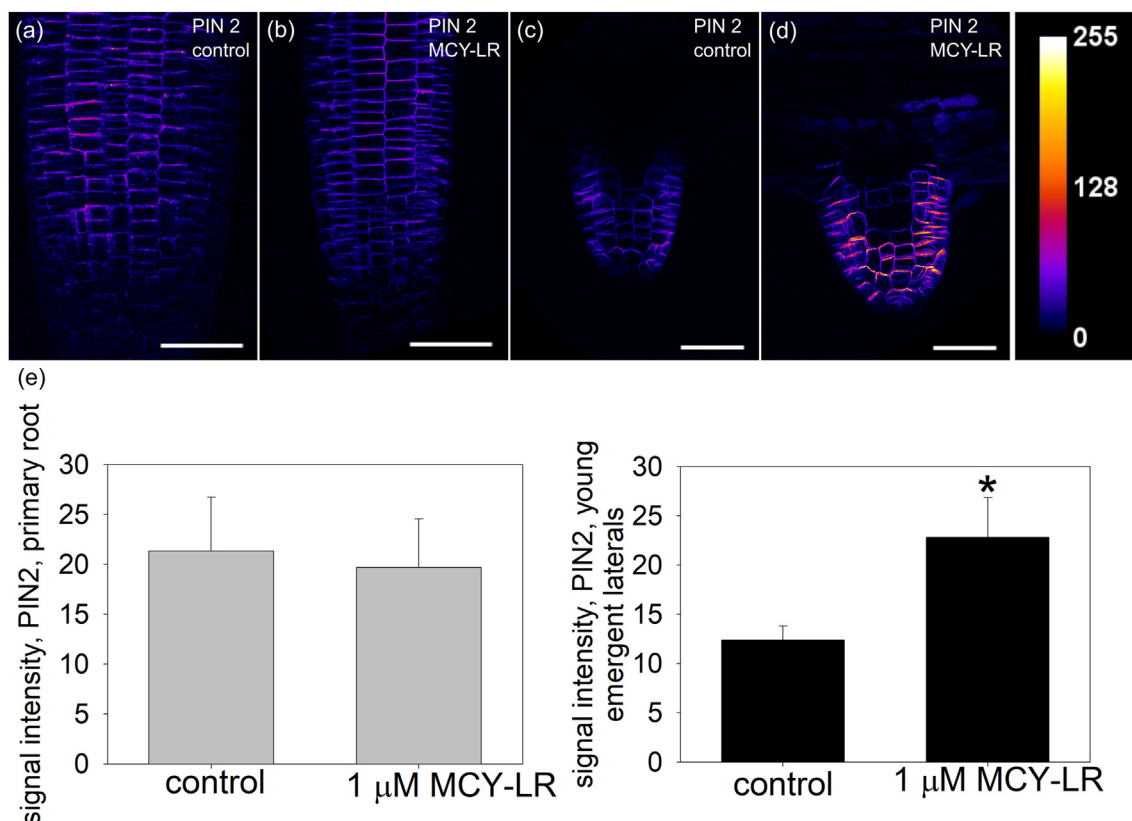 (a)
PIN 2
control
(b)
PIN 2
MCY-LR
(c)
PIN 2
control
(d)
PIN 2
MCY-LR
255
128
0
(e)
signal intensity, PIN2, primary root
30
25
20
15
10
5
0
control
1 μM MCY-LR
signal intensity, PIN2, young
emergent laterals
30
25
20
15
10
5
0
*
control
1 μM MCY-LR